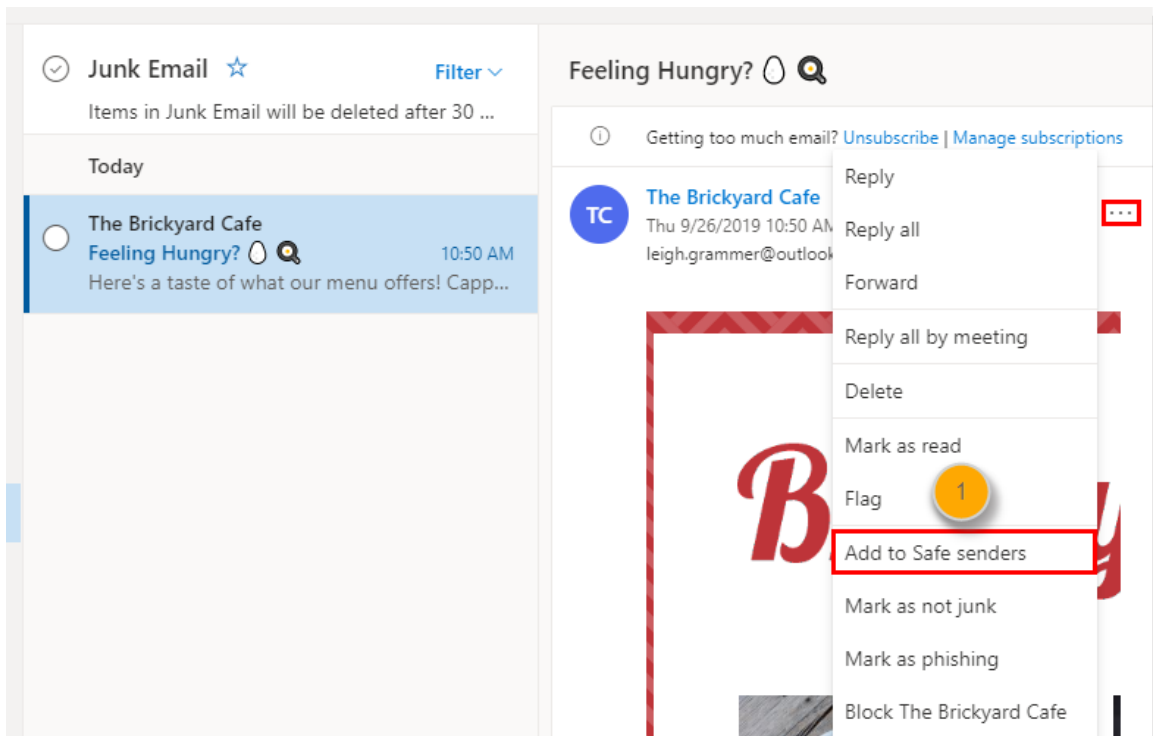 Junk Email
Filter
Items in Junk Email will be deleted after 30 ...
Today
The Brickyard Cafe
Feeling Hungry? 10:50 AM
Here's a taste of what our menu offers! Capp...
Feeling Hungry?
Getting too much email? Unsubscribe | Manage subscriptions
TC
The Brickyard Cafe
Thu 9/26/2019 10:50 AM
leigh.grammer@outlook
...
Reply
Reply all
Forward
Reply all by meeting
Delete
Mark as read
Flag
1
Add to Safe senders
Mark as not junk
Mark as phishing
Block The Brickyard Cafe
B
y